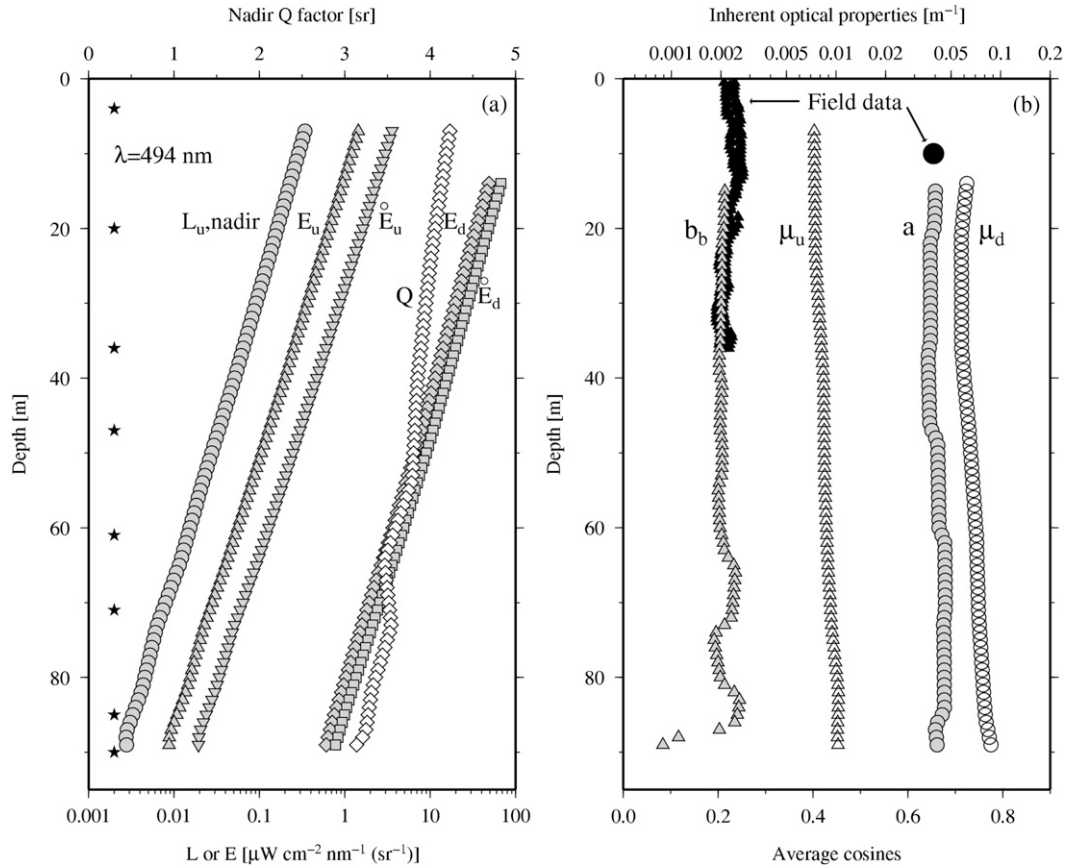 Nadir Q factor [sr]
0 1 2 3 4 5
Inherent optical properties [m⁻¹]
0.001 0.002 0.005 0.01 0.02 0.05 0.1 0.2
(a)
(b)
Field data
λ=494 nm
Lu,nadir
Eu
E̊u
Ed
Q
E̊d
bb
μu
a
μd
Depth [m]
0
20
40
60
80
Depth [m]
0
20
40
60
80
0.001 0.01 0.1 1 10 100
L or E [μW cm⁻² nm⁻¹ (sr⁻¹)]
0.0 0.2 0.4 0.6 0.8
Average cosines